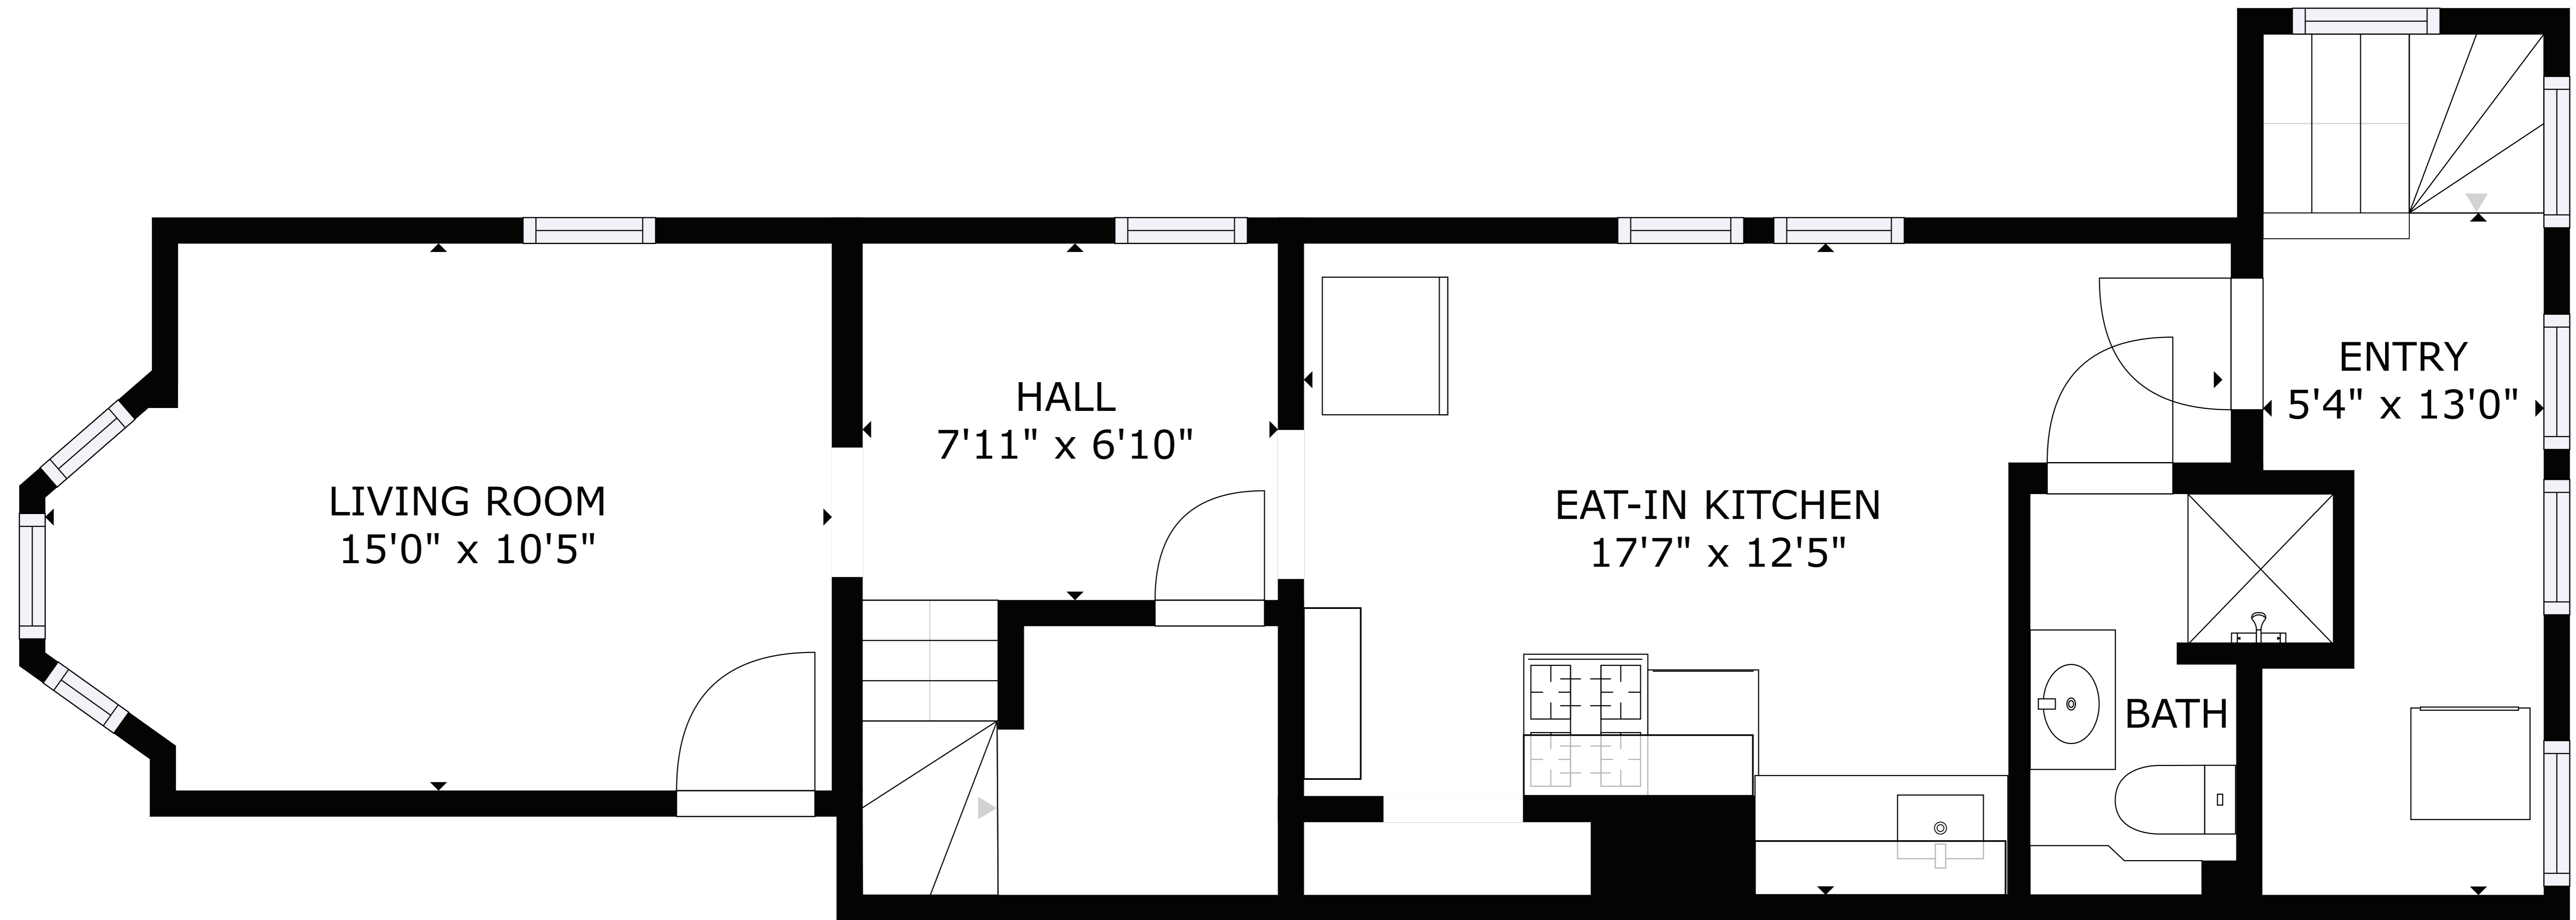 LIVING ROOM
15'0" x 10'5"
HALL
7'11" x 6'10"
EAT-IN KITCHEN
17'7" x 12'5"
ENTRY
5'4" x 13'0"
BATH